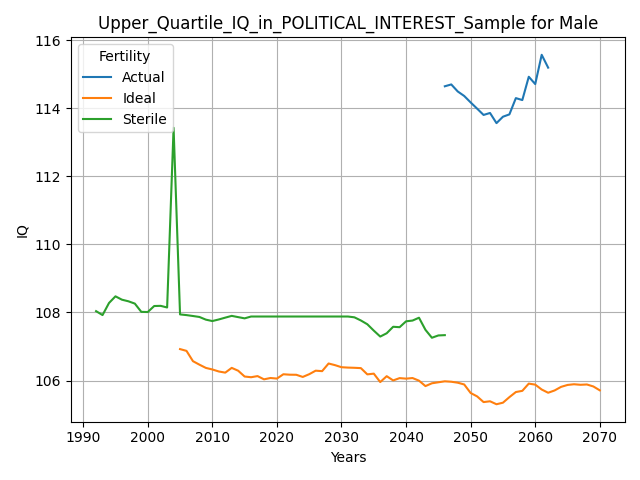 Upper_Quartile_IQ_in_POLITICAL_INTEREST_Sample for Male
Fertility
Actual
Ideal
Sterile
116
114
112
110
108
106
IQ
1990 2000 2010 2020 2030 2040 2050 2060 2070
Years